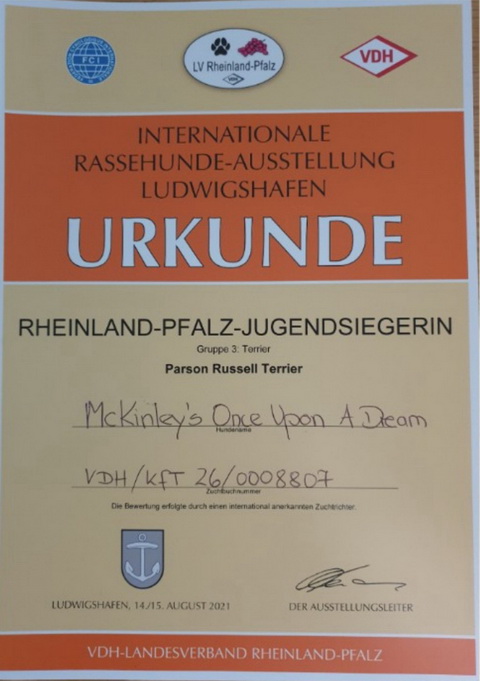 FCI
LV Rheinland-Pfalz
VDH
VDH
INTERNATIONALE
RASSEHUNDE-AUSSTELLUNG
LUDWIGSHAFEN
URKUNDE
RHEINLAND-PFALZ-JUGENDSIEGERIN
Gruppe 3: Terrier
Parson Russell Terrier
McKinley's Once Upon A Dream
Hundename
VDH/KfT 26/0008807
Zuchtbuchnummer
Die Bewertung erfolgte durch einen international anerkannten Zuchtrichter.
LUDWIGSHAFEN, 14./15. AUGUST 2021
DER AUSSTELLUNGSLEITER
VDH-LANDESVERBAND RHEINLAND-PFALZ